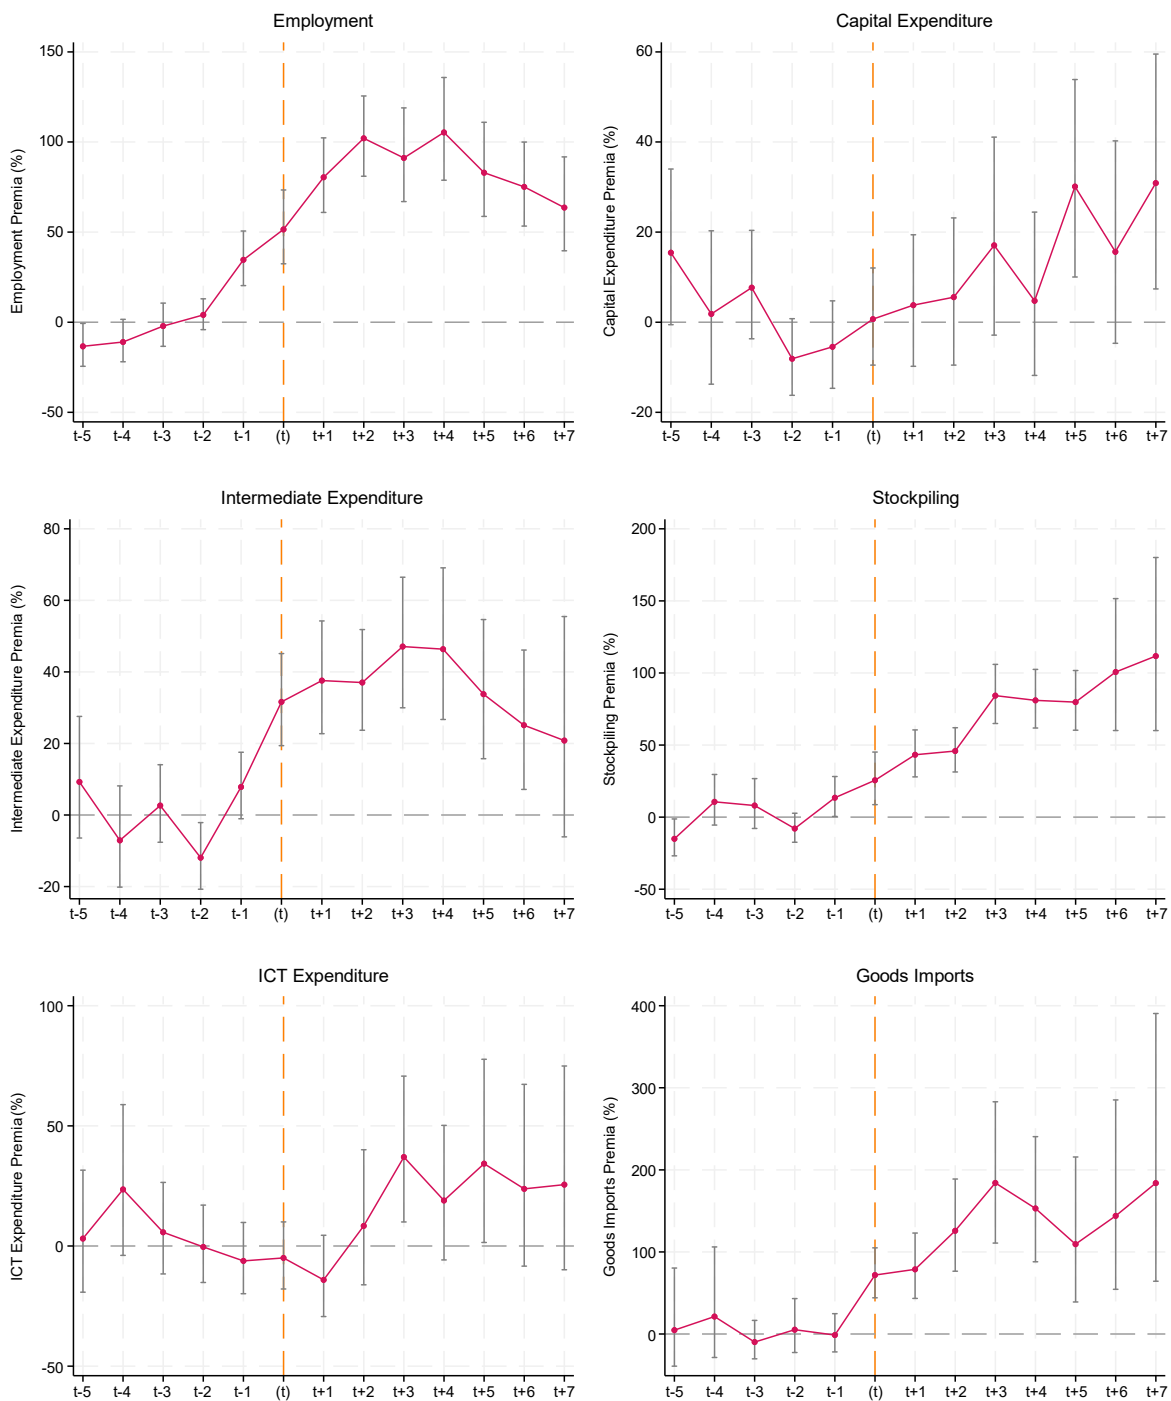 Employment
Employment Premia (%)
150
100
50
0
-50
t-5 t-4 t-3 t-2 t-1 (t) t+1 t+2 t+3 t+4 t+5 t+6 t+7
Capital Expenditure
Capital Expenditure Premia (%)
60
40
20
0
-20
t-5 t-4 t-3 t-2 t-1 (t) t+1 t+2 t+3 t+4 t+5 t+6 t+7
Intermediate Expenditure
Intermediate Expenditure Premia (%)
80
60
40
20
0
-20
t-5 t-4 t-3 t-2 t-1 (t) t+1 t+2 t+3 t+4 t+5 t+6 t+7
Stockpiling
Stockpiling Premia (%)
200
150
100
50
0
-50
t-5 t-4 t-3 t-2 t-1 (t) t+1 t+2 t+3 t+4 t+5 t+6 t+7
ICT Expenditure
ICT Expenditure Premia (%)
100
50
0
-50
t-5 t-4 t-3 t-2 t-1 (t) t+1 t+2 t+3 t+4 t+5 t+6 t+7
Goods Imports
Goods Imports Premia (%)
400
300
200
100
0
t-5 t-4 t-3 t-2 t-1 (t) t+1 t+2 t+3 t+4 t+5 t+6 t+7